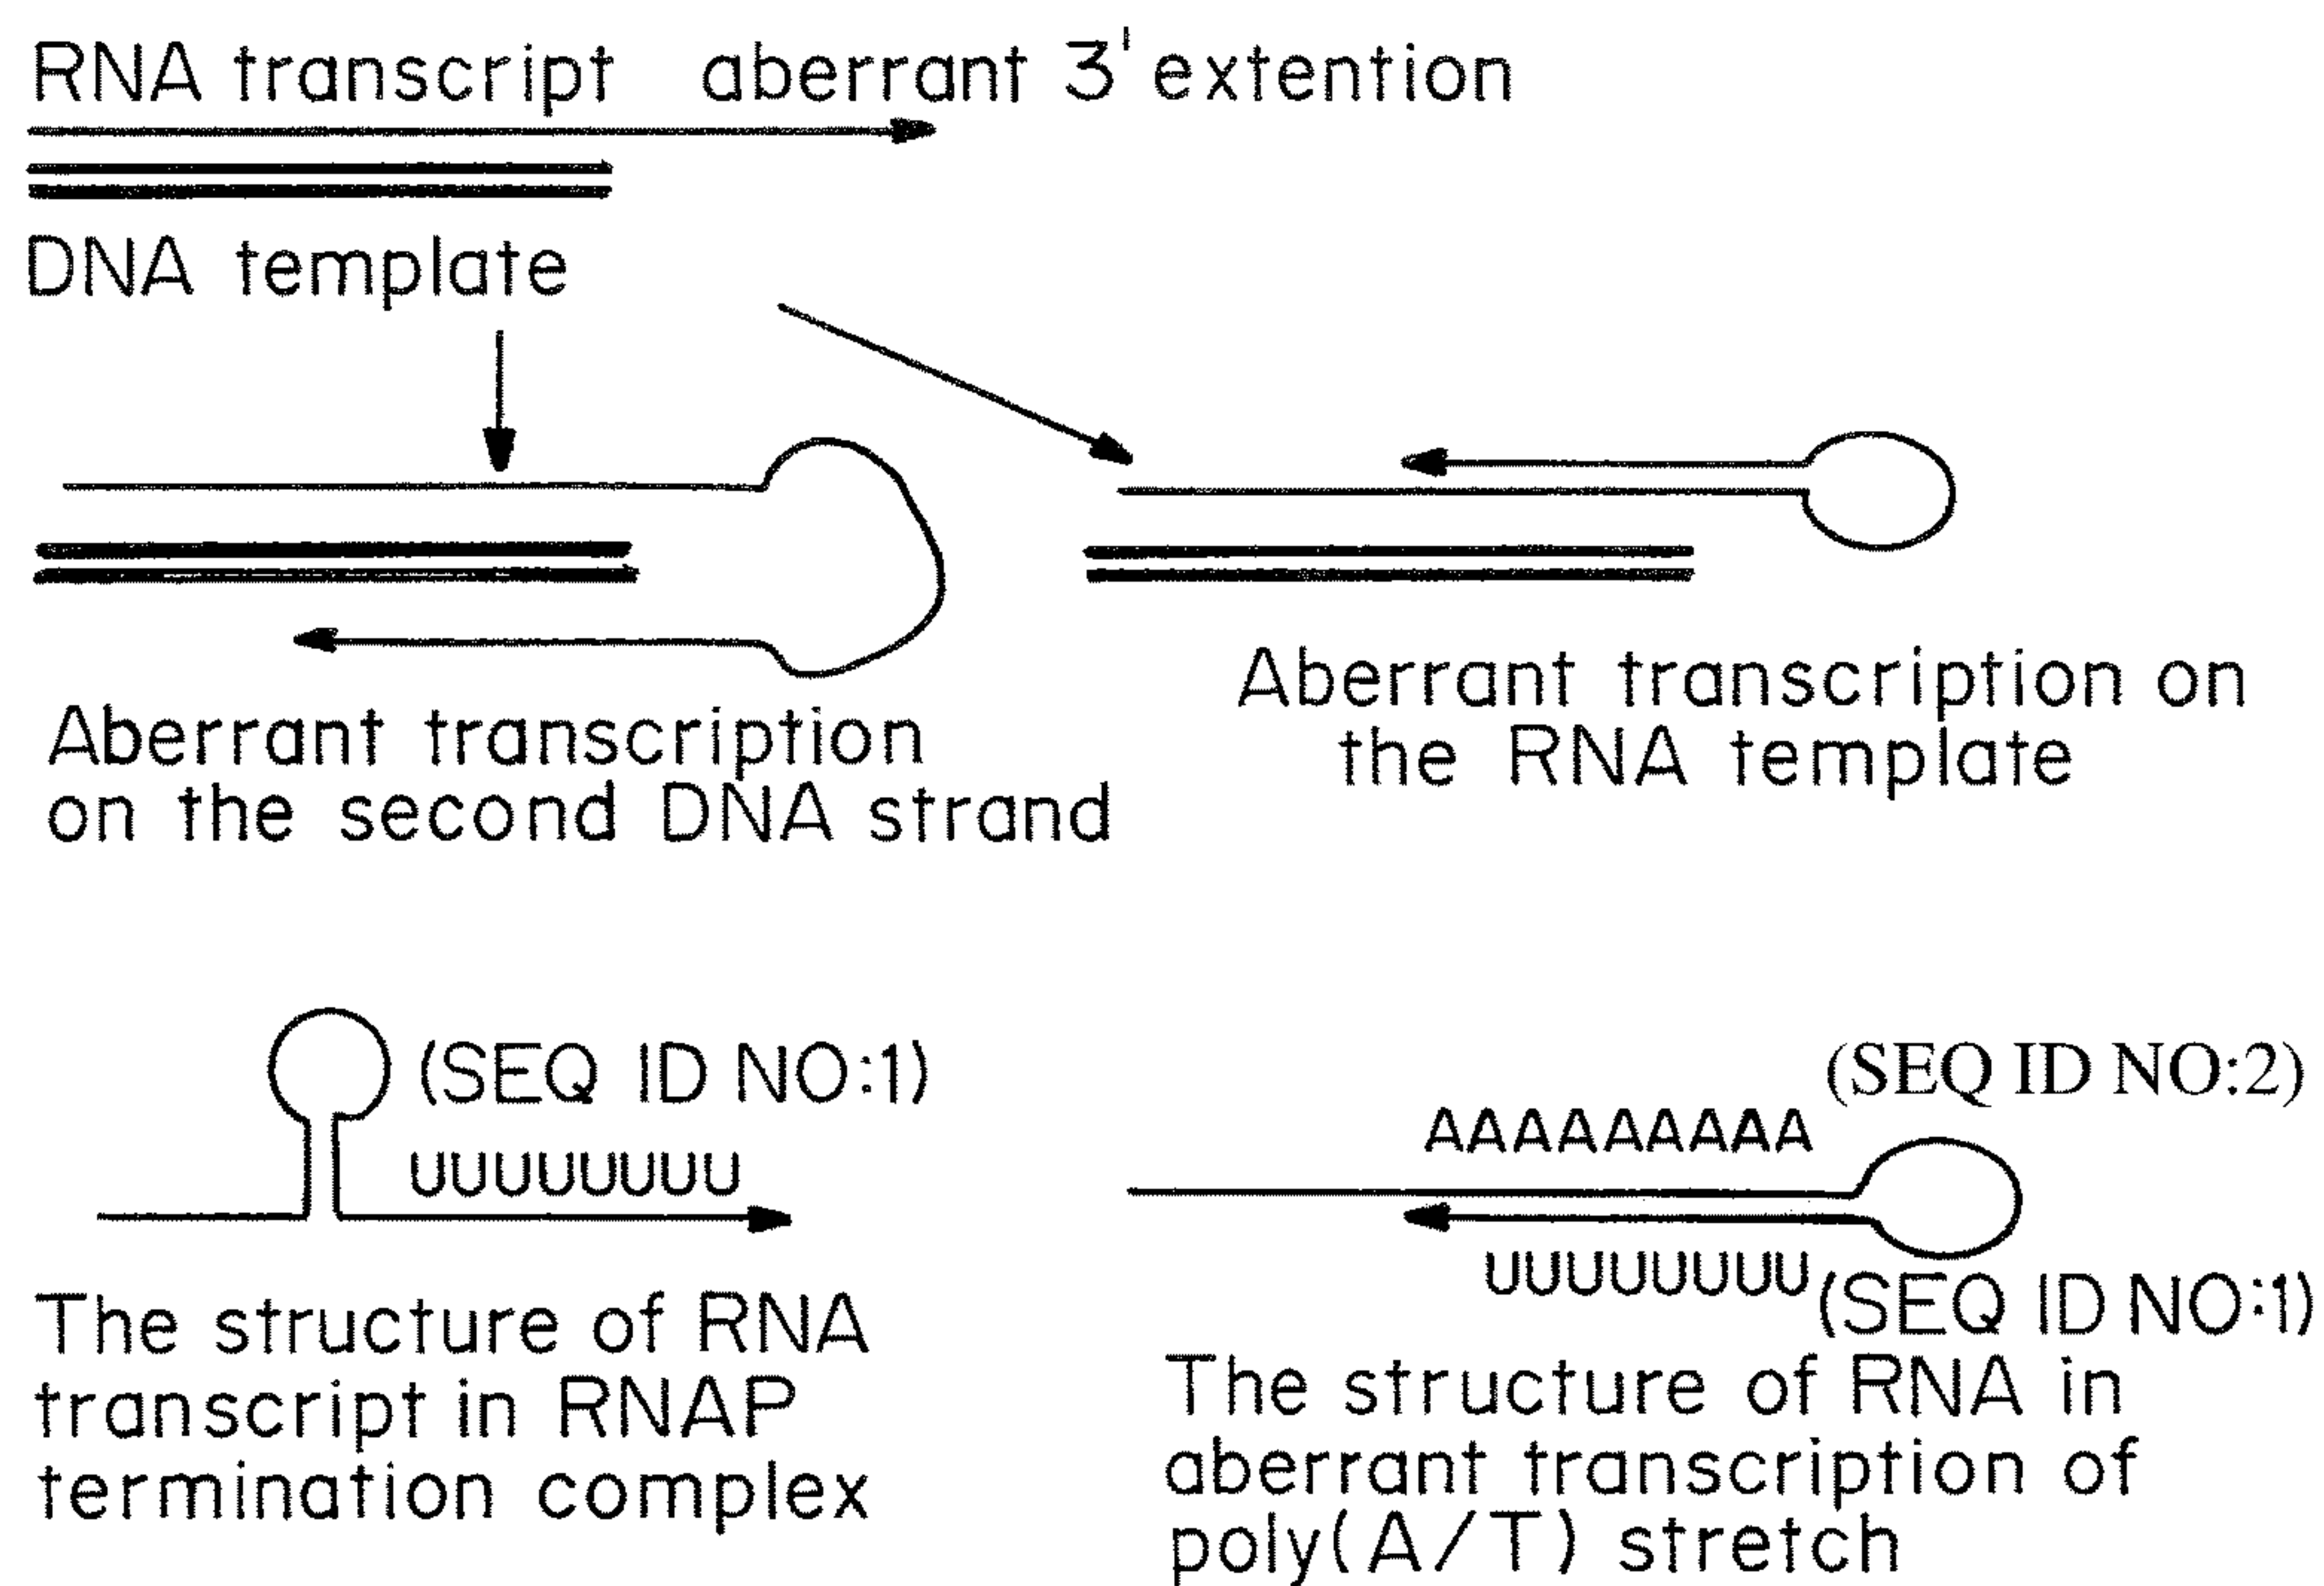 RNA transcript aberrant 3' extention
DNA template
Aberrant transcription
on the second DNA strand
Aberrant transcription on
the RNA template
(SEQ ID NO:1)
UUUUUUUU
The structure of RNA
transcript in RNAP
termination complex
(SEQ ID NO:2)
AAAAAAAAA
UUUUUUUU (SEQ ID NO:1)
The structure of RNA in
aberrant transcription of
poly(A/T) stretch